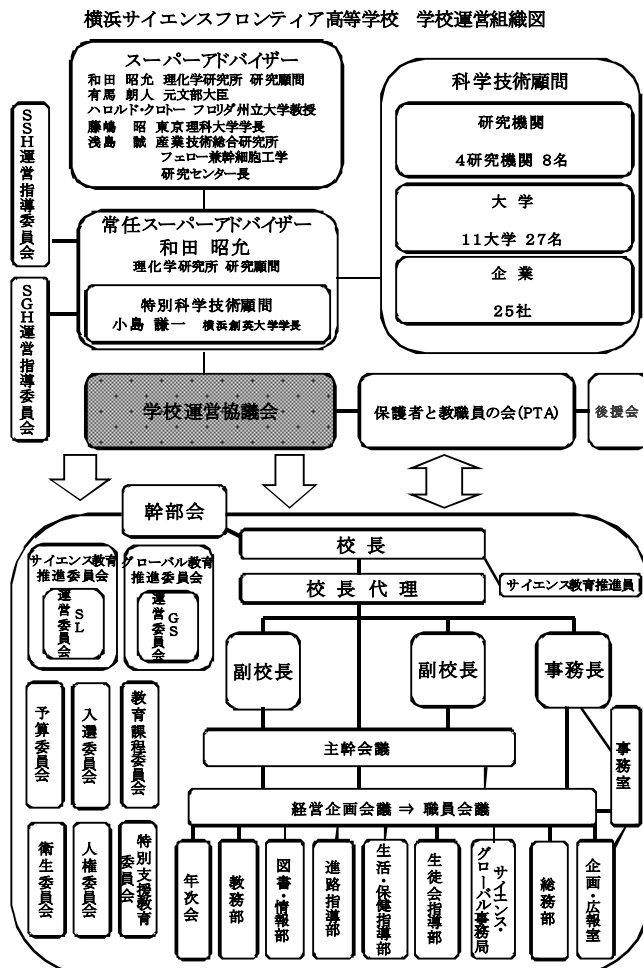 横浜サイエンスフロンティア高等学校　学校運営組織図
スーパーアドバイザー
和田 昭允 理化学研究所 研究顧問
有馬 朗人 元文部大臣
ハロルド・クロトー フロリダ州立大学教授
藤嶋 昭 東京理科大学学長
浅島 誠 産業技術総合研究所
フェロー兼幹細胞工学
研究センター長
科学技術顧問
研究機関
4研究機関 8名
大 学
11大学 27名
企 業
25社
SSH運営指導委員会
SGH運営指導委員会
常任スーパーアドバイザー
和田 昭允
理化学研究所 研究顧問
特別科学技術顧問
小島 謙一 横浜創英大学学長
学校運営協議会
保護者と教職員の会(PTA)
後援会
幹部会
校 長
校 長 代 理
サイエンス教育推進員
サイエンス教育
推進委員会
SL
運営委員会
グローバル教育
推進委員会
GS
運営委員会
副校長
副校長
事務長
予算委員会
入選委員会
教育課程委員会
主幹会議
事務室
経営企画会議 ⇒ 職員会議
衛生委員会
人権委員会
特別支援教育
委員会
年次会
教務部
図書・情報部
進路指導部
生活・保健指導部
生徒会指導部
サイエンス・
グローバル事務局
総務部
企画・広報室